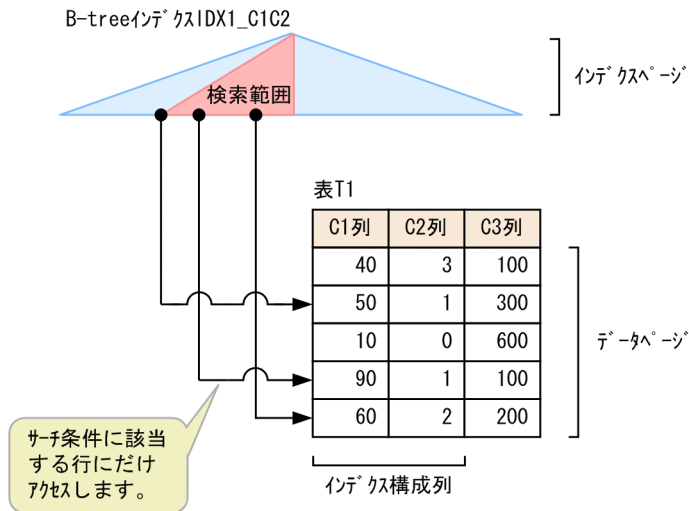 B-treeｲﾝﾃﾞｸｽIDX1_C1C2
ｲﾝﾃﾞｸｽﾍﾟｰｼﾞ
検索範囲
表T1
C1列 C2列 C3列
40 3 100
50 1 300
10 0 600
90 1 100
60 2 200
ﾃﾞｰﾀﾍﾟｰｼﾞ
ｻｰﾁ条件に該当
する行にだけ
ｱｸｾｽします。
ｲﾝﾃﾞｸｽ構成列